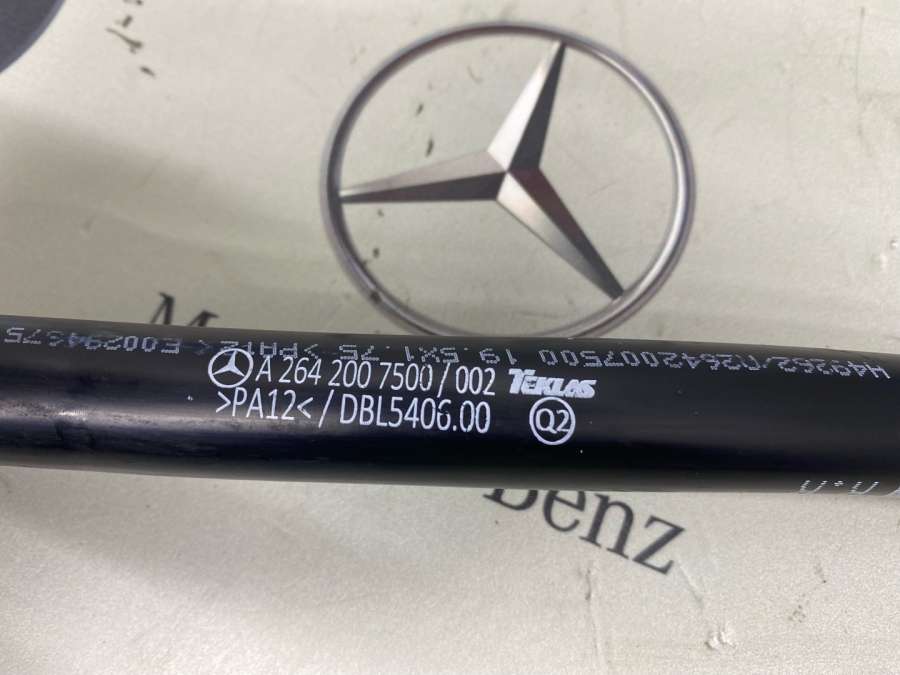 H49262/A2642007500 19.5X1.75 >PA12< E00294375
A 264 200 7500 / 002 TEKLAS
>PA12< / DBL5406.00 Q2
Benz